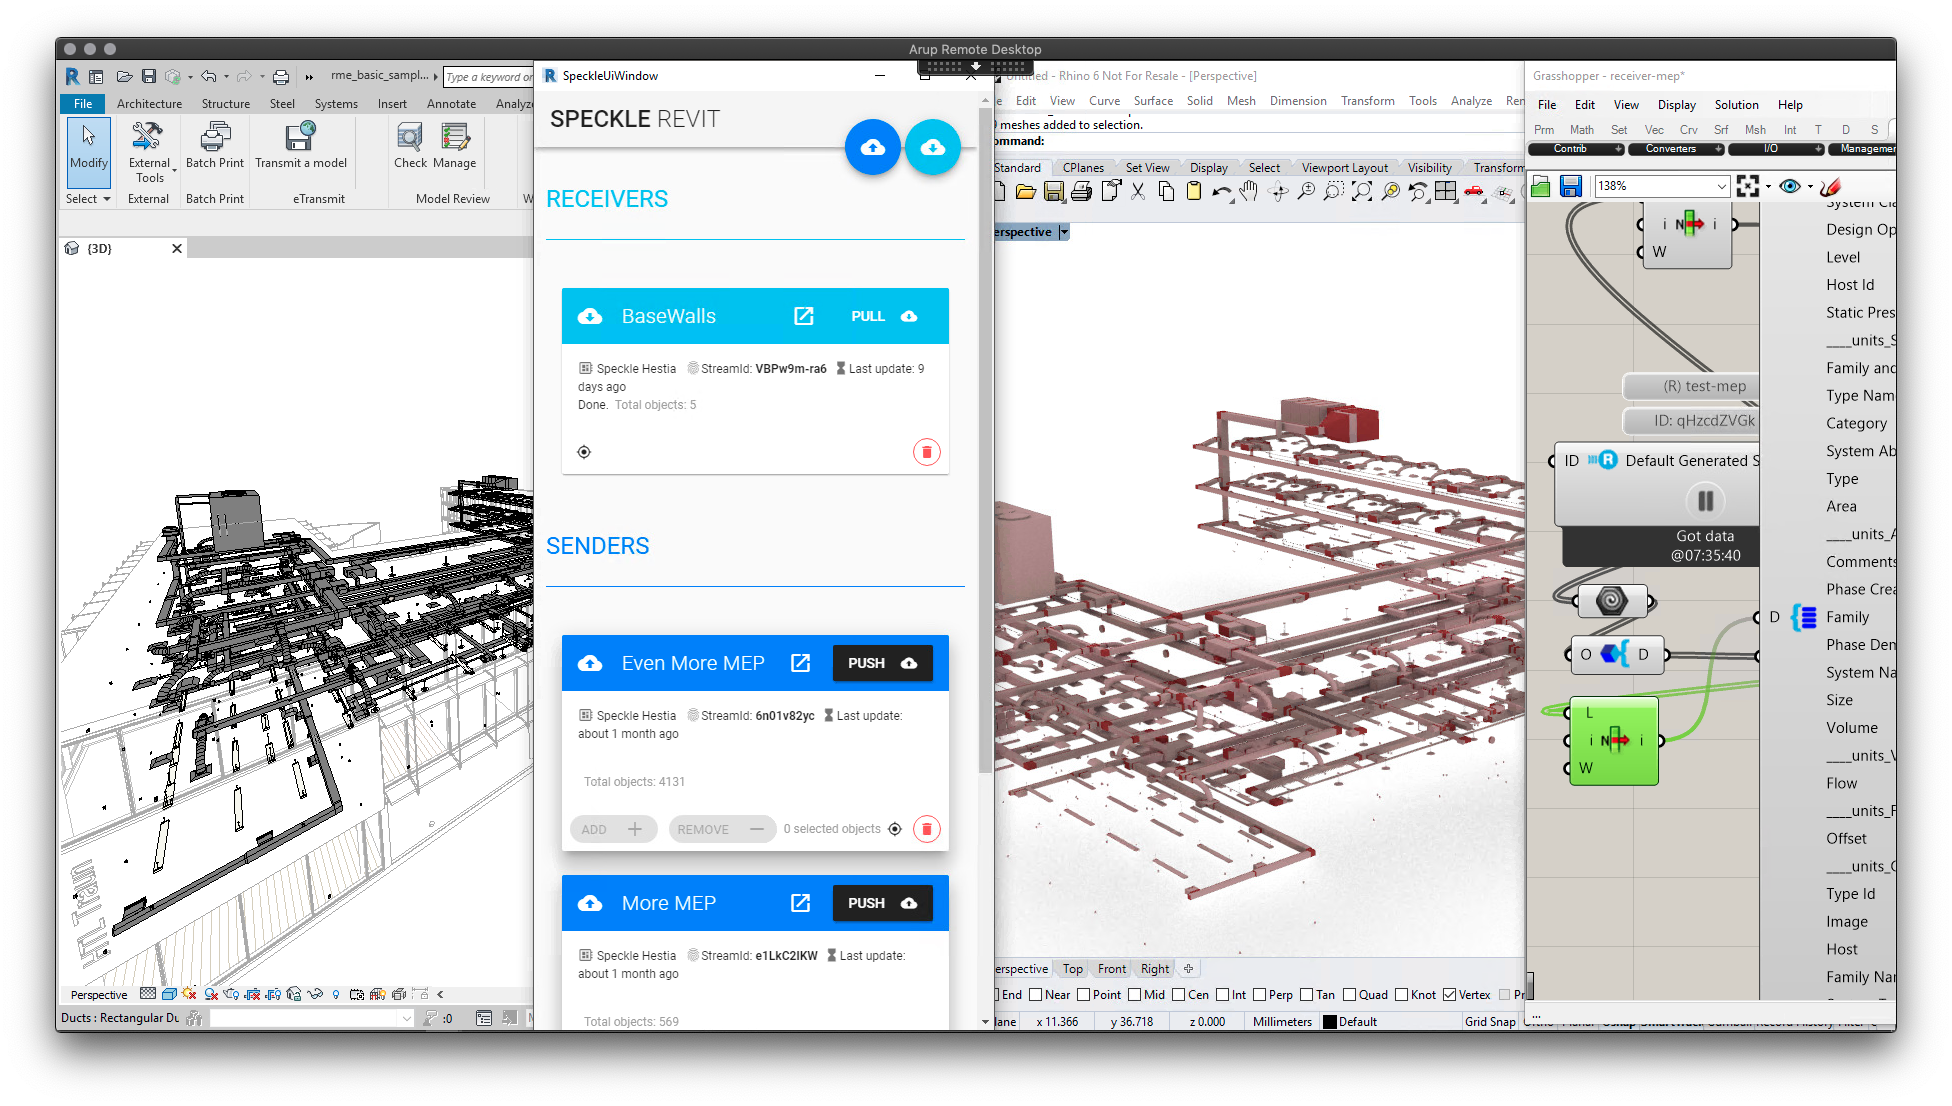 Arup Remote Desktop
rme_basic_sampl...
Type a keyword or
File Architecture Structure Steel Systems Insert Annotate Analyz
Modify
External Tools
Batch Print
Transmit a model
Check Manage
Select External Batch Print eTransmit Model Review
{3D}
Perspective
Ducts : Rectangular Du
:0
SpeckleUiWindow
SPECKLE REVIT
RECEIVERS
BaseWalls PULL
Speckle Hestia StreamId: VBPw9m-ra6 Last update: 9
days ago
Done. Total objects: 5
SENDERS
Even More MEP PUSH
Speckle Hestia StreamId: 6n01v82yc Last update:
about 1 month ago
Total objects: 4131
ADD REMOVE 0 selected objects
More MEP PUSH
Speckle Hestia StreamId: e1LkC2IKW Last update:
about 1 month ago
Total objects: 569
Untitled - Rhino 6 Not For Resale - [Perspective]
Edit View Curve Surface Solid Mesh Dimension Transform Tools Analyze Ren
meshes added to selection.
ommand:
Standard CPlanes Set View Display Select Viewport Layout Visibility Transform
erspective
erspective Top Front Right
End Near Point Mid Cen Int Perp Tan Quad Knot Vertex Pr
lane x 11.366 y 36.718 z 0.000 Millimeters Default Grid Snap
Grasshopper - receiver-mep*
File Edit View Display Solution Help
Prm Math Set Vec Crv Srf Msh Int T D S
Contrib Converters I/O Managemen
138%
i N i
W
(R) test-mep
ID: qHzcdZVGk
ID Default Generated S
Got data
@07:35:40
O D
L
i N i
W
D
System Cla
Design Op
Level
Host Id
Static Pres
____units_S
Family and
Type Nam
Category
System Ab
Type
Area
____units_A
Comments
Phase Crea
Family
Phase Dem
System Na
Size
Volume
____units_V
Flow
____units_F
Offset
____units_O
Type Id
Image
Host
Family Nar
...